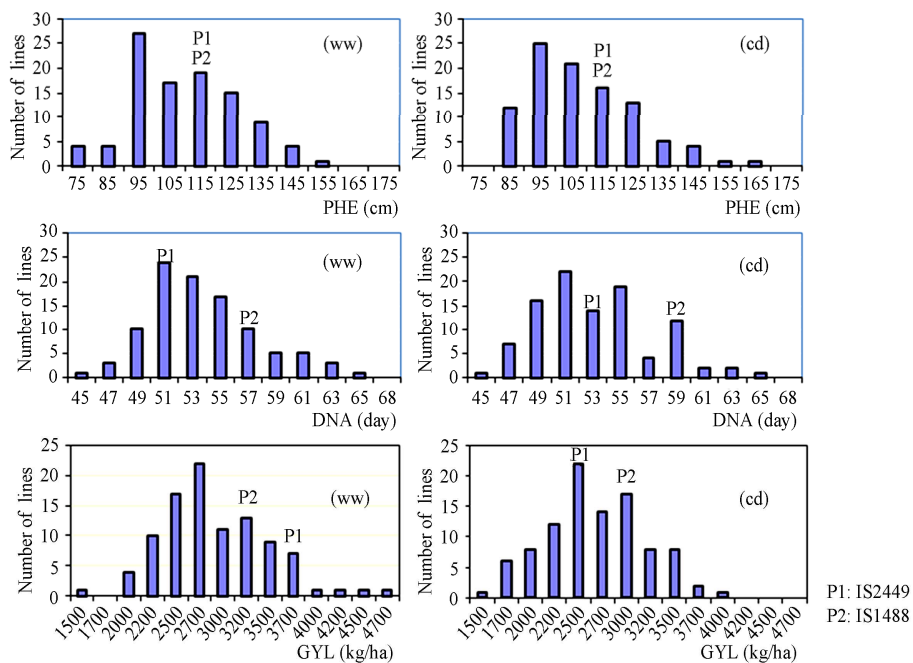 30
25
20
15
10
5
0
Number of lines
P1
P2
(ww)
75 85 95 105 115 125 135 145 155 165 175
PHE (cm)
30
25
20
15
10
5
0
Number of lines
P1
P2
(cd)
75 85 95 105 115 125 135 145 155 165 175
PHE (cm)
30
25
20
15
10
5
0
Number of lines
P1
P2
(ww)
45 47 49 51 53 55 57 59 61 63 65 68
DNA (day)
30
25
20
15
10
5
0
Number of lines
P1
P2
(cd)
45 47 49 51 53 55 57 59 61 63 65 68
DNA (day)
25
20
15
10
5
0
Number of lines
P2
P1
(ww)
1500 1700 2000 2200 2500 2700 3000 3200 3500 3700 4000 4200 4500 4700
GYL (kg/ha)
25
20
15
10
5
0
Number of lines
P1
P2
(cd)
1500 1700 2000 2200 2500 2700 3000 3200 3500 3700 4000 4200 4500 4700
GYL (kg/ha)
P1: IS2449
P2: IS1488